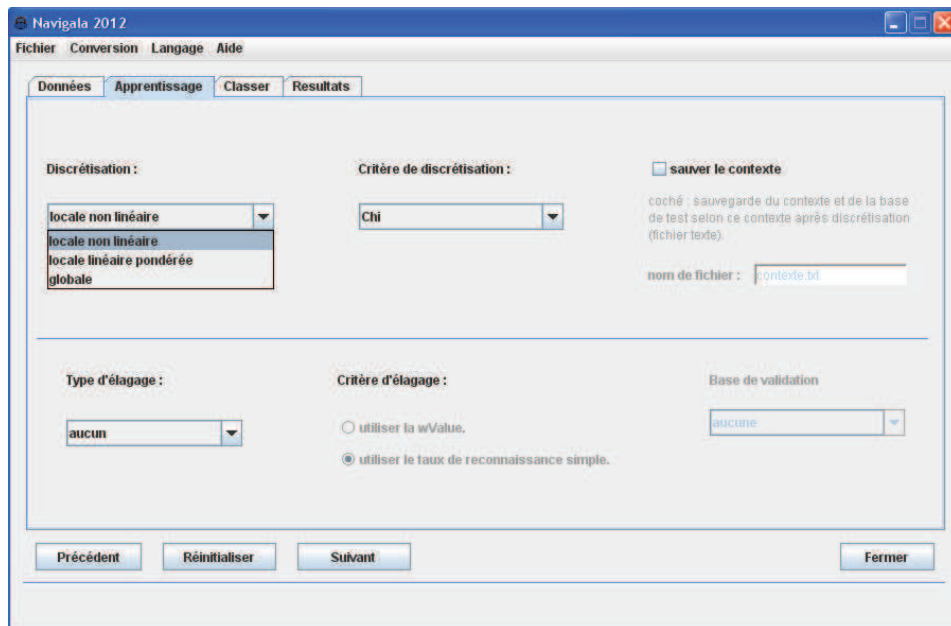 Navigala 2012
Fichier Conversion Langage Aide
Données Apprentissage Classer Resultats
Discrétisation :
locale non linéaire
locale non linéaire
locale linéaire pondérée
globale
Critère de discrétisation :
Chi
sauver le contexte
coché : sauvegarde du contexte et de la base
de test selon ce contexte après discrétisation
(fichier texte).
nom de fichier : contexte.txt
Type d'élagage :
aucun
Critère d'élagage :
utiliser la wValue.
utiliser le taux de reconnaissance simple.
Base de validation
aucune
Précédent Réinitialiser Suivant Fermer